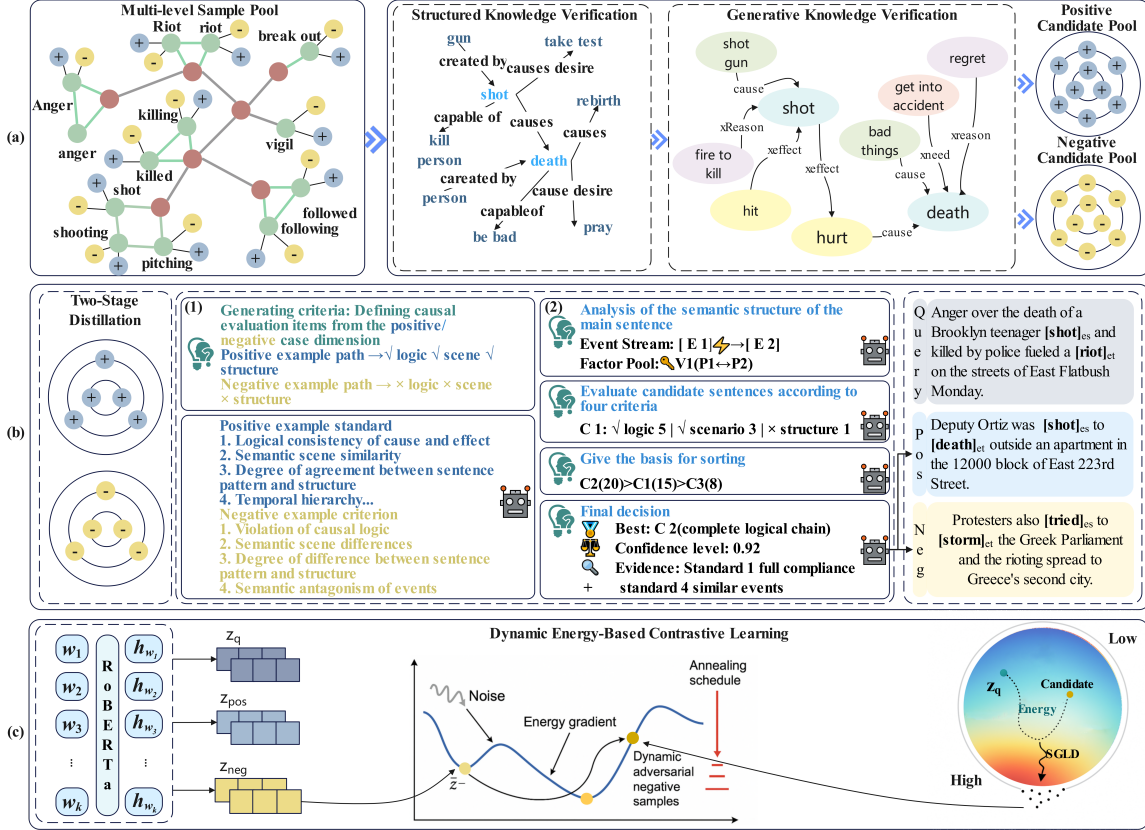 (a)
Multi-level Sample Pool
Riot
riot
break out
Anger
anger
killing
killed
vigil
shot
shooting
pitching
followed
following
+
-
Structured Knowledge Verification
gun
take test
created by
causes desire
shot
rebirth
capable of
causes
causes
kill
person
death
careated by
cause desire
person
capableof
be bad
pray
Generative Knowledge Verification
shot
gun
regret
cause
get into
accident
shot
xReason
bad
things
xreason
fire to
kill
xeffect
xneed
xeffect
cause
hit
death
hurt
cause
Positive
Candidate Pool
Negative
Candidate Pool
(b)
Two-Stage
Distillation
(1)
Generating criteria: Defining causal
evaluation items from the positive/
negative case dimension
Positive example path →√ logic √ scene √
structure
Negative example path → × logic × scene
× structure
Positive example standard
1. Logical consistency of cause and effect
2. Semantic scene similarity
3. Degree of agreement between sentence
pattern and structure
4. Temporal hierarchy...
Negative example criterion
1. Violation of causal logic
2. Semantic scene differences
3. Degree of difference between sentence
pattern and structure
4. Semantic antagonism of events
(2)
Analysis of the semantic structure of the
main sentence
Event Stream: [ E 1]⚡→[ E 2]
Factor Pool:🔑V1(P1↔P2)
Evaluate candidate sentences according to
four criteria
C 1: √ logic 5 | √ scenario 3 | × structure 1
Give the basis for sorting
C2(20)>C1(15)>C3(8)
Final decision
Best: C 2(complete logical chain)
Confidence level: 0.92
Evidence: Standard 1 full compliance
+ standard 4 similar events
Query
Anger over the death of a
Brooklyn teenager [shot]es and
killed by police fueled a [riot]et
on the streets of East Flatbush
Monday.
Pos
Deputy Ortiz was [shot]es to
[death]et outside an apartment in
the 12000 block of East 223rd
Street.
Neg
Protesters also [tried]es to
[storm]et the Greek Parliament
and the rioting spread to
Greece's second city.
(c)
w1
w2
w3
...
wk
RoBERTa
hw1
hw2
hw3
...
hwk
zq
zpos
zneg
Dynamic Energy-Based Contrastive Learning
Noise
Energy gradient
z̄−
Dynamic
adversarial
negative
samples
Annealing
schedule
Low
zq
Candidate
Energy
SGLD
High